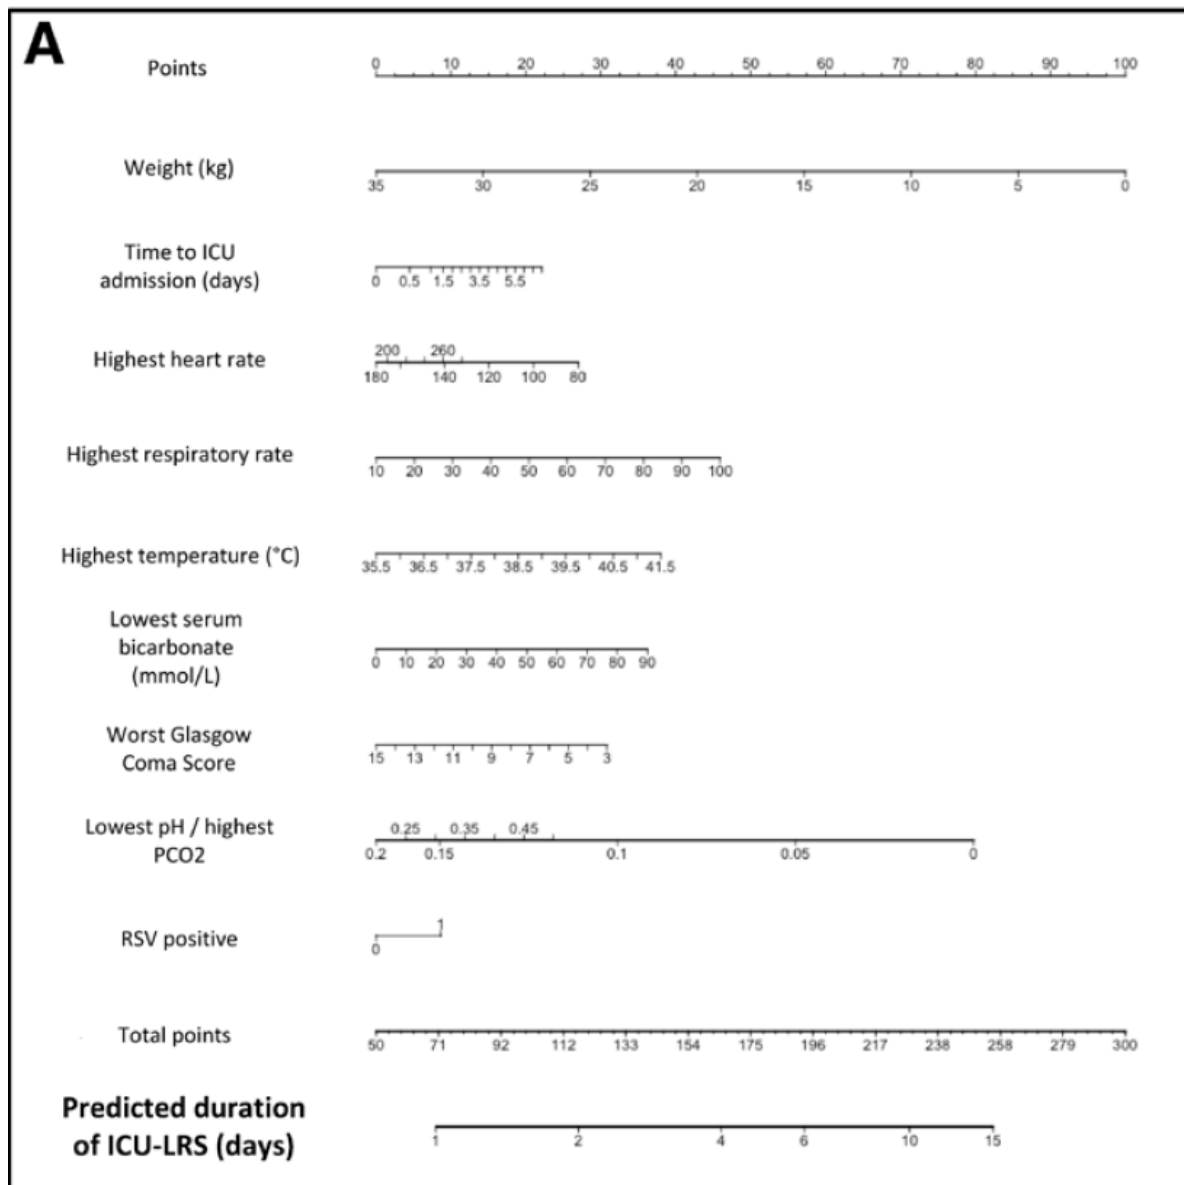 A
Points
0 10 20 30 40 50 60 70 80 90 100
Weight (kg)
35 30 25 20 15 10 5 0
Time to ICU
admission (days)
0 0.5 1.5 3.5 5.5
Highest heart rate
200 260
180 140 120 100 80
Highest respiratory rate
10 20 30 40 50 60 70 80 90 100
Highest temperature (°C)
35.5 36.5 37.5 38.5 39.5 40.5 41.5
Lowest serum
bicarbonate
(mmol/L)
0 10 20 30 40 50 60 70 80 90
Worst Glasgow
Coma Score
15 13 11 9 7 5 3
Lowest pH / highest
PCO2
0.25 0.35 0.45
0.2 0.15 0.1 0.05 0
RSV positive
1
0
Total points
50 71 92 112 133 154 175 196 217 238 258 279 300
Predicted duration
of ICU-LRS (days)
1 2 4 6 10 15